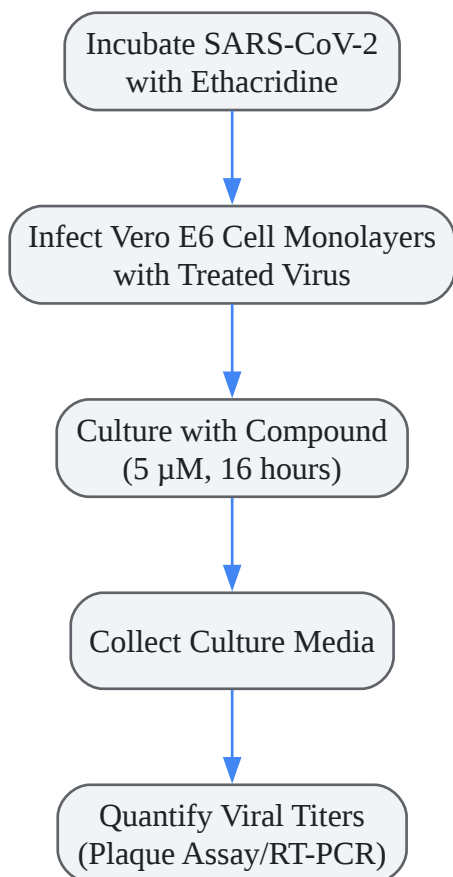 Incubate SARS-CoV-2
with Ethacridine
Infect Vero E6 Cell Monolayers
with Treated Virus
Culture with Compound
(5 µM, 16 hours)
Collect Culture Media
Quantify Viral Titers
(Plaque Assay/RT-PCR)